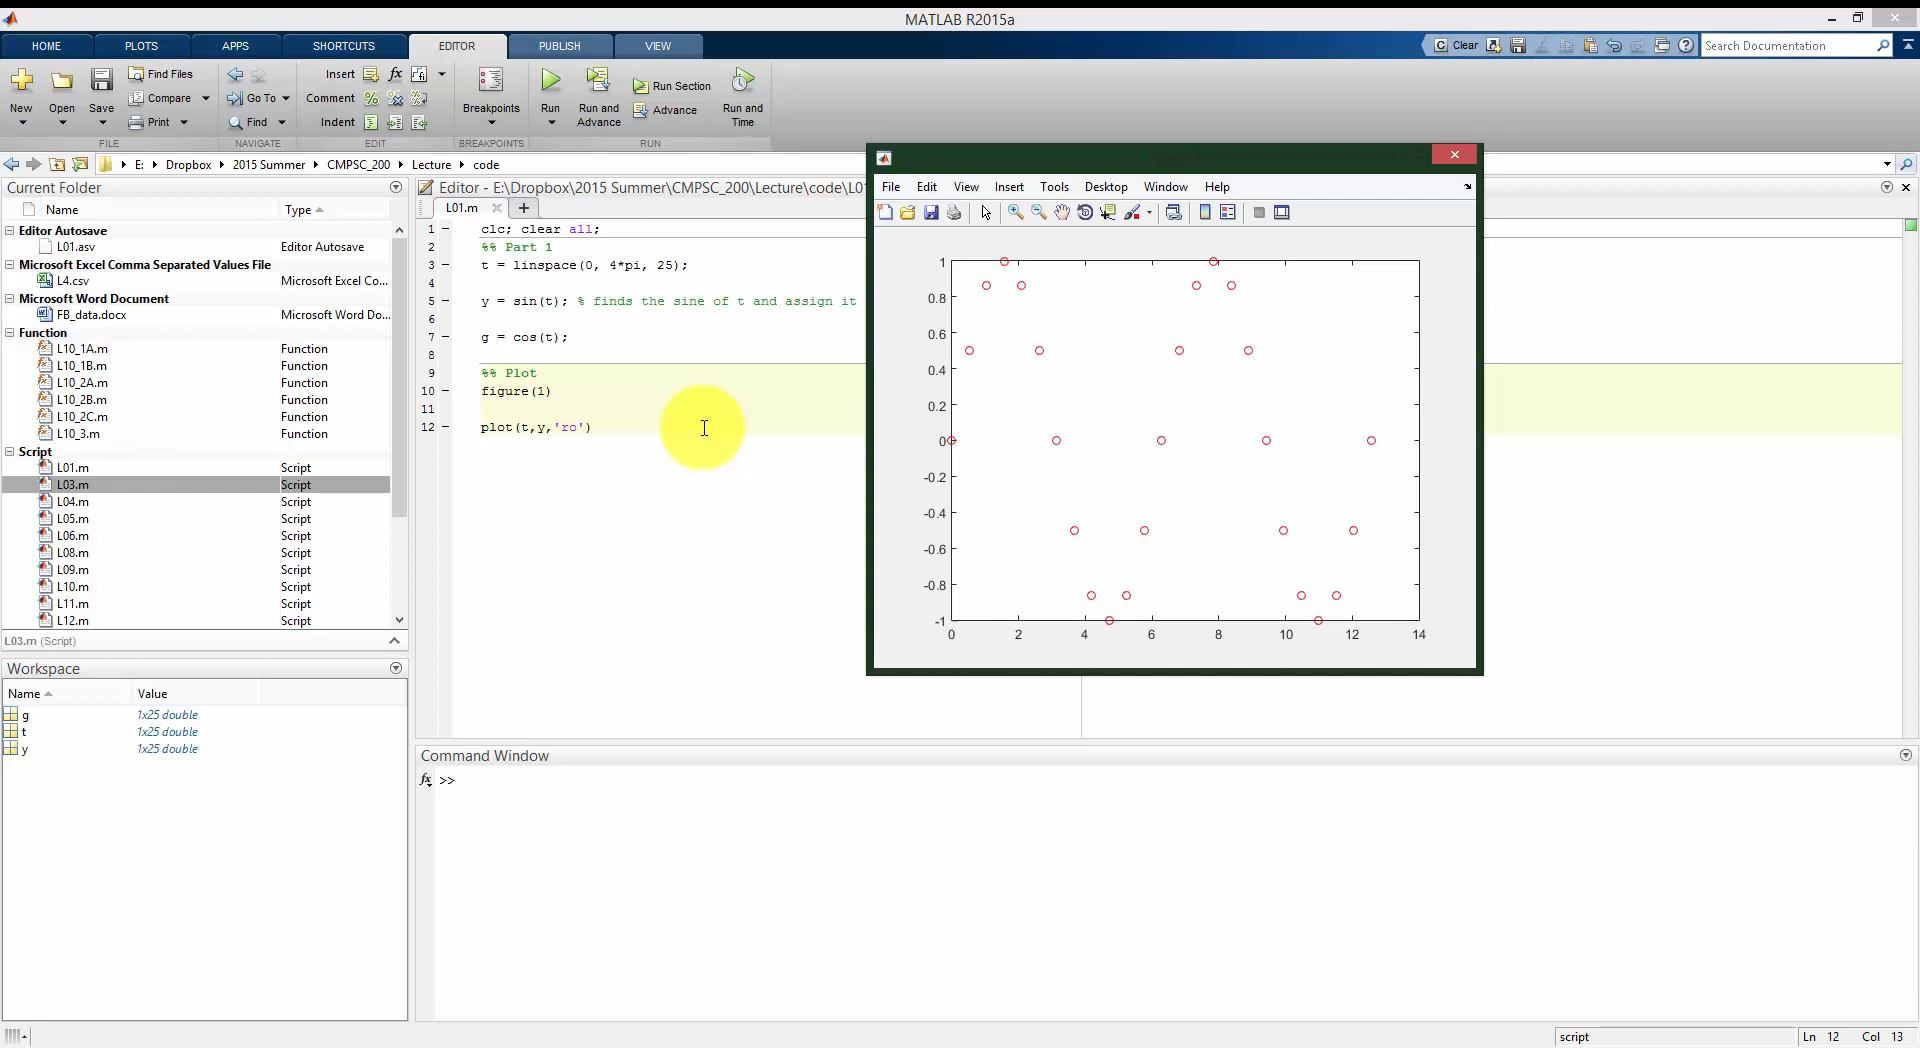 MATLAB R2015a
HOME PLOTS APPS SHORTCUTS EDITOR PUBLISH VIEW
Clear
Search Documentation
New Open Save
Find Files
Compare
Print
Go To
Find
Insert fx
Comment
Indent
Breakpoints
Run
Run and Advance
Run Section
Advance
Run and Time
FILE NAVIGATE EDIT BREAKPOINTS RUN
E: Dropbox 2015 Summer CMPSC_200 Lecture code
Current Folder
Name Type
Editor Autosave
L01.asv Editor Autosave
Microsoft Excel Comma Separated Values File
L4.csv Microsoft Excel Co...
Microsoft Word Document
FB_data.docx Microsoft Word Do...
Function
L10_1A.m Function
L10_1B.m Function
L10_2A.m Function
L10_2B.m Function
L10_2C.m Function
L10_3.m Function
Script
L01.m Script
L03.m Script
L04.m Script
L05.m Script
L06.m Script
L08.m Script
L09.m Script
L10.m Script
L11.m Script
L12.m Script
L03.m (Script)
Workspace
Name Value
g 1x25 double
t 1x25 double
y 1x25 double
Editor - E:\Dropbox\2015 Summer\CMPSC_200\Lecture\code\L0
L01.m +
1 clc; clear all;
2 %% Part 1
3 t = linspace(0, 4*pi, 25);
4
5 y = sin(t); % finds the sine of t and assign it
6
7 g = cos(t);
8
9 %% Plot
10 figure(1)
11
12 plot(t,y,'ro')
File Edit View Insert Tools Desktop Window Help
1
0.8
0.6
0.4
0.2
0
-0.2
-0.4
-0.6
-0.8
-1
0 2 4 6 8 10 12 14
Command Window
fx >>
script Ln 12 Col 13